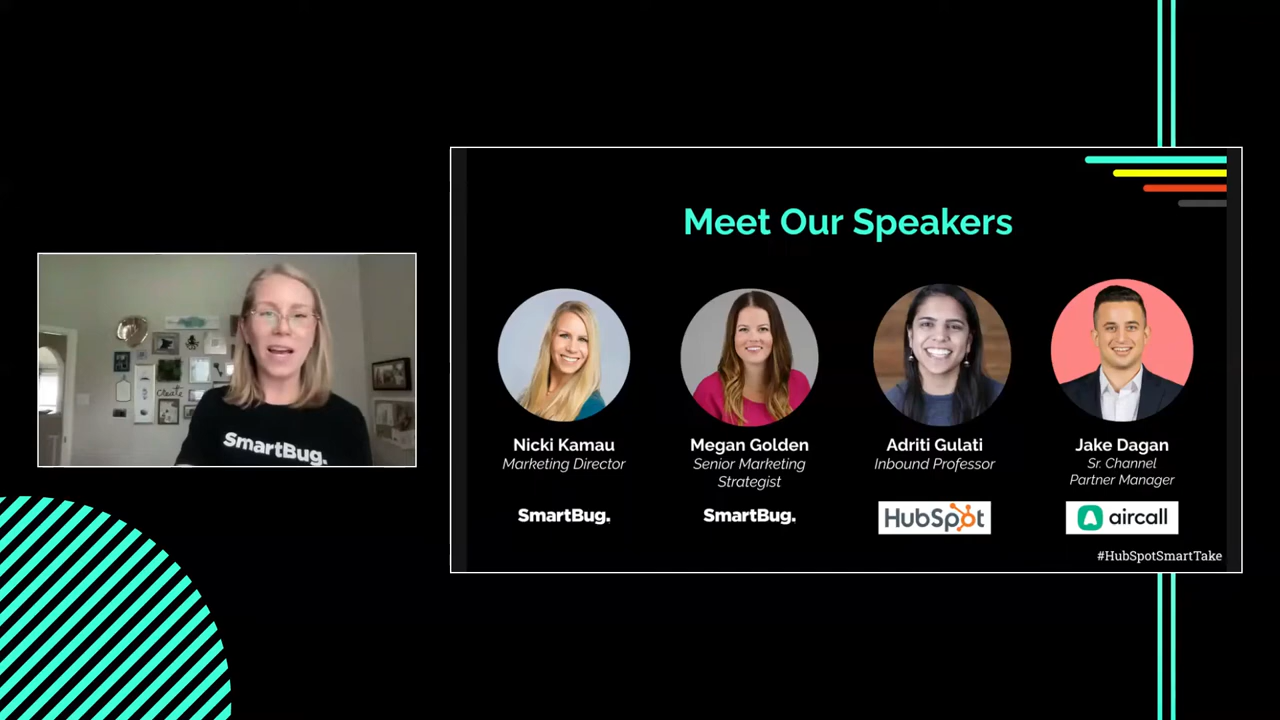 Create
SmartBug.
Meet Our Speakers
Nicki Kamau
Marketing Director
SmartBug.
Megan Golden
Senior Marketing
Strategist
SmartBug.
Adriti Gulati
Inbound Professor
HubSpot
Jake Dagan
Sr. Channel
Partner Manager
aircall
#HubSpotSmartTake